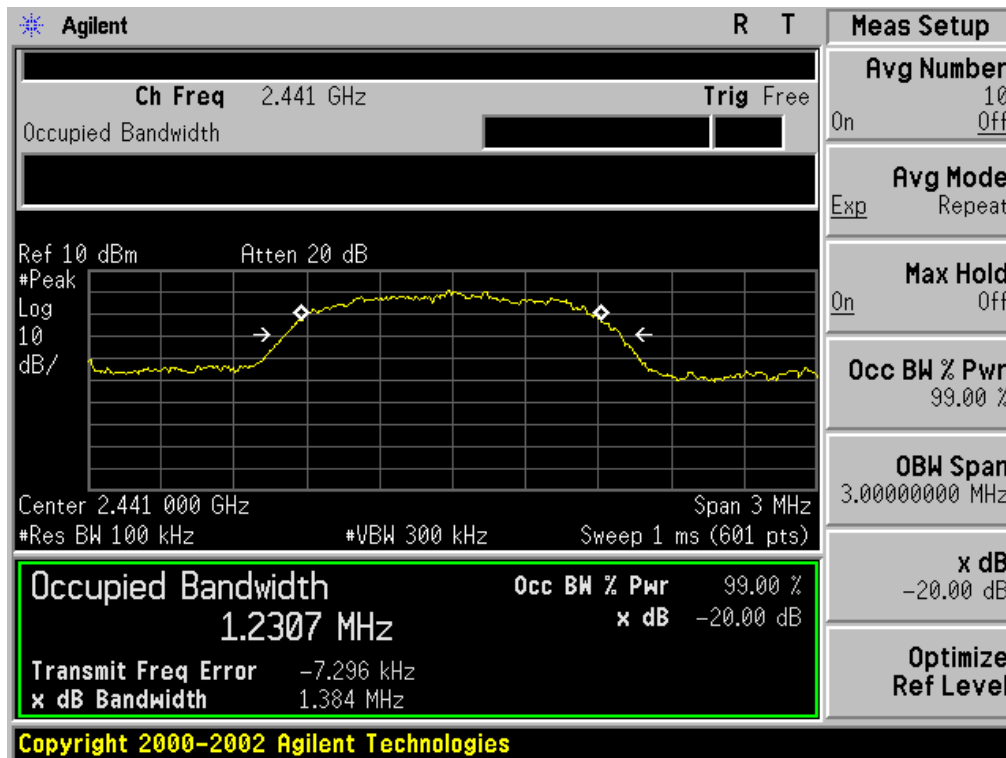 Agilent R T
Ch Freq 2.441 GHz Trig Free
Occupied Bandwidth
Ref 10 dBm Atten 20 dB
#Peak
Log
10
dB/
Center 2.441 000 GHz Span 3 MHz
#Res BW 100 kHz #VBW 300 kHz Sweep 1 ms (601 pts)
Occupied Bandwidth
1.2307 MHz
Occ BW % Pwr 99.00 %
x dB -20.00 dB
Transmit Freq Error -7.296 kHz
x dB Bandwidth 1.384 MHz
Copyright 2000-2002 Agilent Technologies
Meas Setup
Avg Number
10
On Off
Avg Mode
Exp Repeat
Max Hold
On Off
Occ BW % Pwr
99.00 %
OBW Span
3.00000000 MHz
x dB
-20.00 dB
Optimize
Ref Level